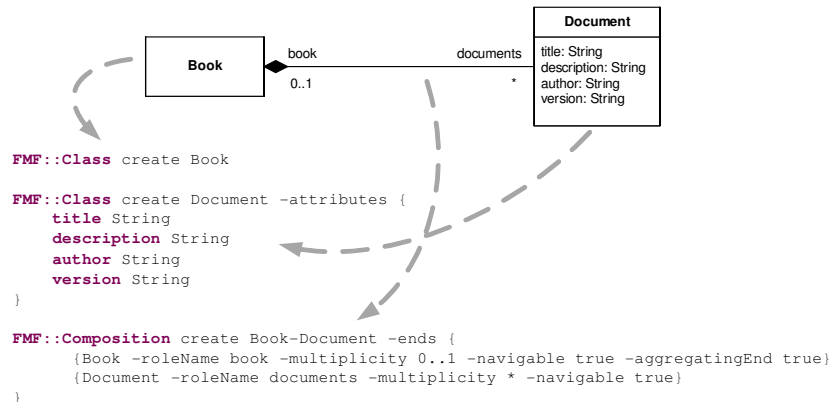 Document
Book
book
documents
0..1
*
title: String
description: String
author: String
version: String
FMF::Class create Book
FMF::Class create Document -attributes {
    title String
    description String
    author String
    version String
}
FMF::Composition create Book-Document -ends {
    {Book -roleName book -multiplicity 0..1 -navigable true -aggregatingEnd true}
    {Document -roleName documents -multiplicity * -navigable true}
}